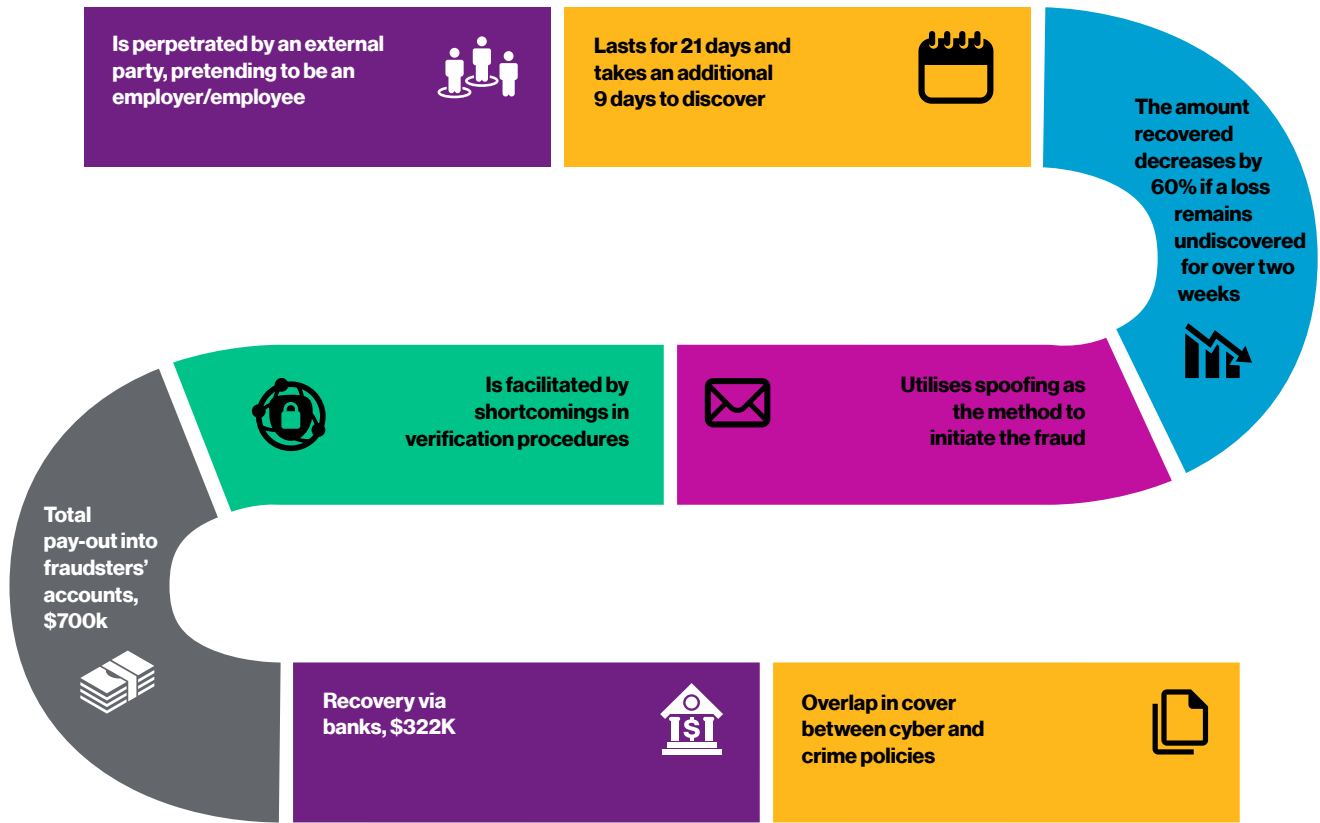 Is perpetrated by an external
party, pretending to be an
employer/employee
Lasts for 21 days and
takes an additional
9 days to discover
The amount
recovered
decreases by
60% if a loss
remains
undiscovered
for over two
weeks
Utilises spoofing as
the method to
initiate the fraud
Is facilitated by
shortcomings in
verification procedures
Total
pay-out into
fraudsters’
accounts,
$700k
Recovery via
banks, $322K
$
Overlap in cover
between cyber and
crime policies